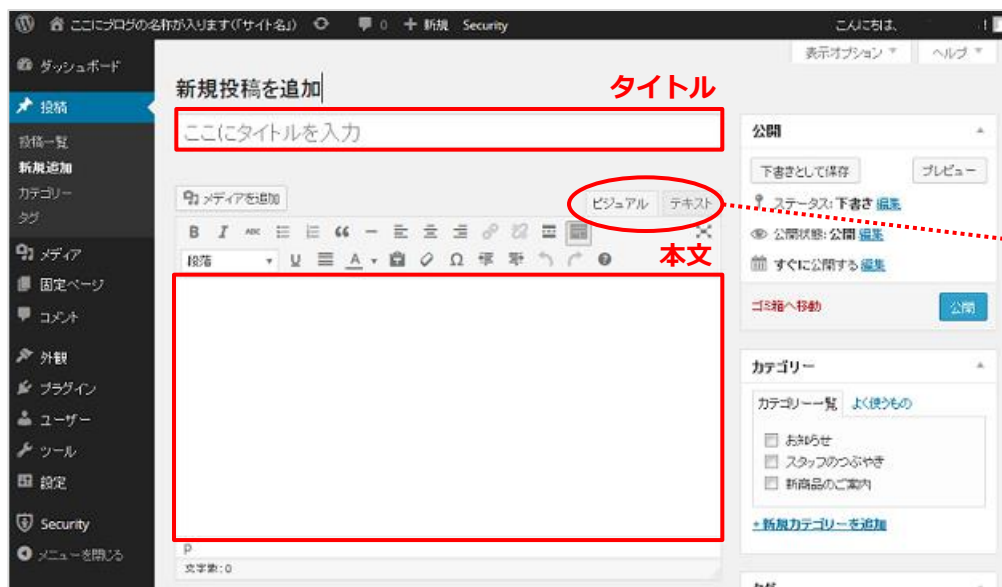 ここにブログの名称が入ります(「サイト名」) 0 + 新規 Security こんにちは、 !
表示オプション ▼ ヘルプ ▼
ダッシュボード
投稿
投稿一覧
新規追加
カテゴリー
タグ
メディア
固定ページ
コメント
外観
プラグイン
ユーザー
ツール
設定
Security
メニューを閉じる
新規投稿を追加
タイトル
ここにタイトルを入力
メディアを追加
ビジュアル テキスト
B I ABC
段落 U A Ω
本文
p
文字数: 0
公開
下書きとして保存 プレビュー
ステータス: 下書き 編集
公開状態: 公開 編集
すぐに公開する 編集
ゴミ箱へ移動 公開
カテゴリー
カテゴリー一覧 よく使うもの
お知らせ
スタッフのつぶやき
新商品のご案内
+ 新規カテゴリーを追加
タグ